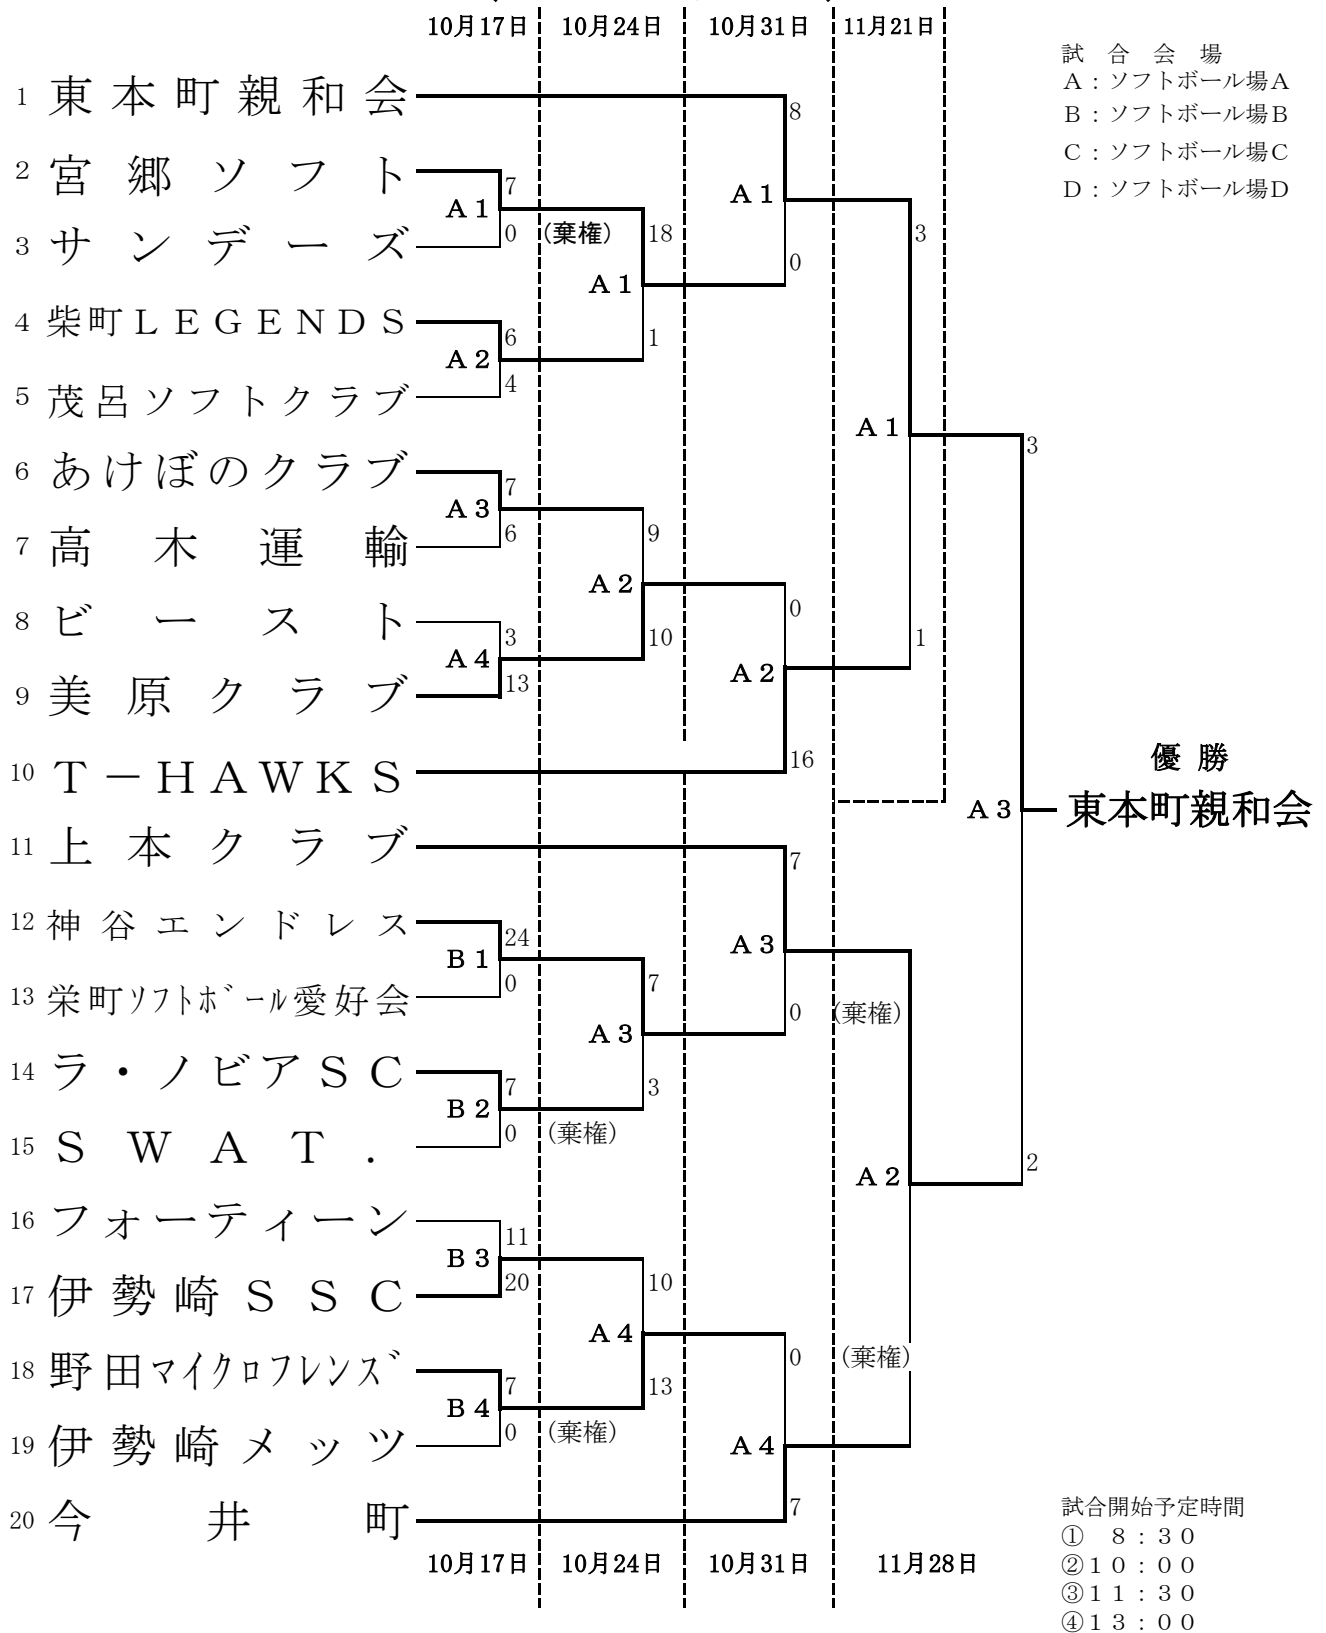 10月17日 10月24日 10月31日 11月21日
試合会場
A：ソフトボール場A
B：ソフトボール場B
C：ソフトボール場C
D：ソフトボール場D
1 東本町親和会
8
2 宮郷ソフト
7
A1
A1
3 サンデーズ
0
(棄権)
18
3
0
A1
4 柴町LEGENDS
6
1
A2
5 茂呂ソフトクラブ
4
A1
3
6 あけぼのクラブ
7
A3
7 高木運輸
6
9
A2
0
8 ビースト
3
10
1
A4
A2
9 美原クラブ
13
10 T－HAWKS
16
優勝
A3
東本町親和会
11 上本クラブ
7
12 神谷エンドレス
24
A3
B1
13 栄町ソフトボール愛好会
0
7
0
(棄権)
A3
14 ラ・ノビアSC
7
3
B2
15 SWAT.
0
(棄権)
2
A2
16 フォーティーン
11
B3
17 伊勢崎SSC
20
10
A4
0
(棄権)
18 野田マイクロフレンズ
7
13
B4
19 伊勢崎メッツ
0
(棄権)
A4
20 今井町
7
10月17日 10月24日 10月31日 11月28日
試合開始予定時間
① 8：30
②10：00
③11：30
④13：00